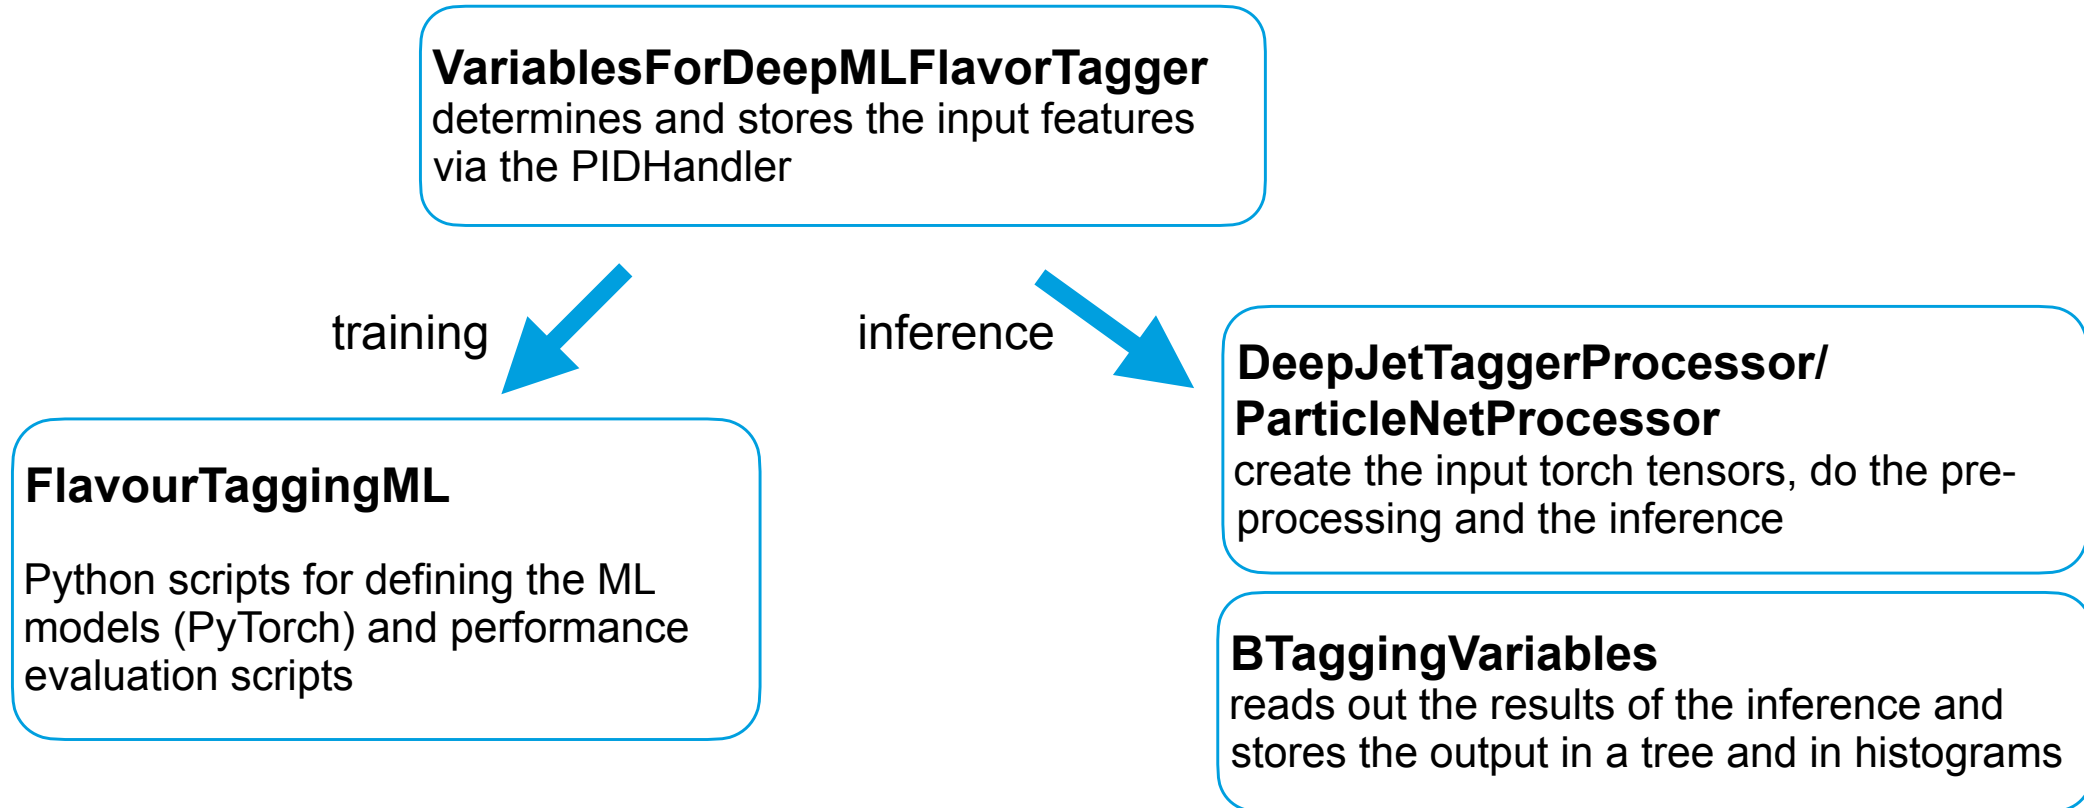 VariablesForDeepMLFlavorTagger
determines and stores the input features
via the PIDHandler
training
inference
FlavourTaggingML
Python scripts for defining the ML
models (PyTorch) and performance
evaluation scripts
DeepJetTaggerProcessor/
ParticleNetProcessor
create the input torch tensors, do the pre-
processing and the inference
BTaggingVariables
reads out the results of the inference and
stores the output in a tree and in histograms